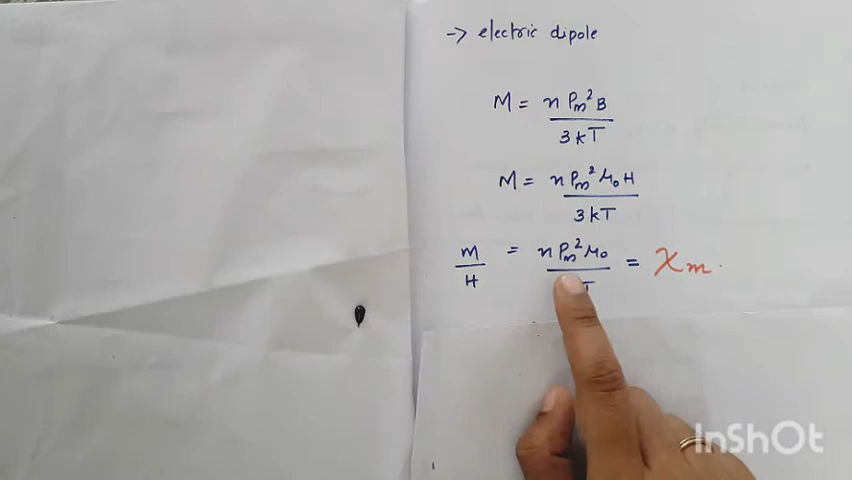 -> electric dipole
M = n Pm² B / 3kT
M = n Pm² μ₀ H / 3kT
m / H = n Pm² μ₀ / T = χm
InShOt